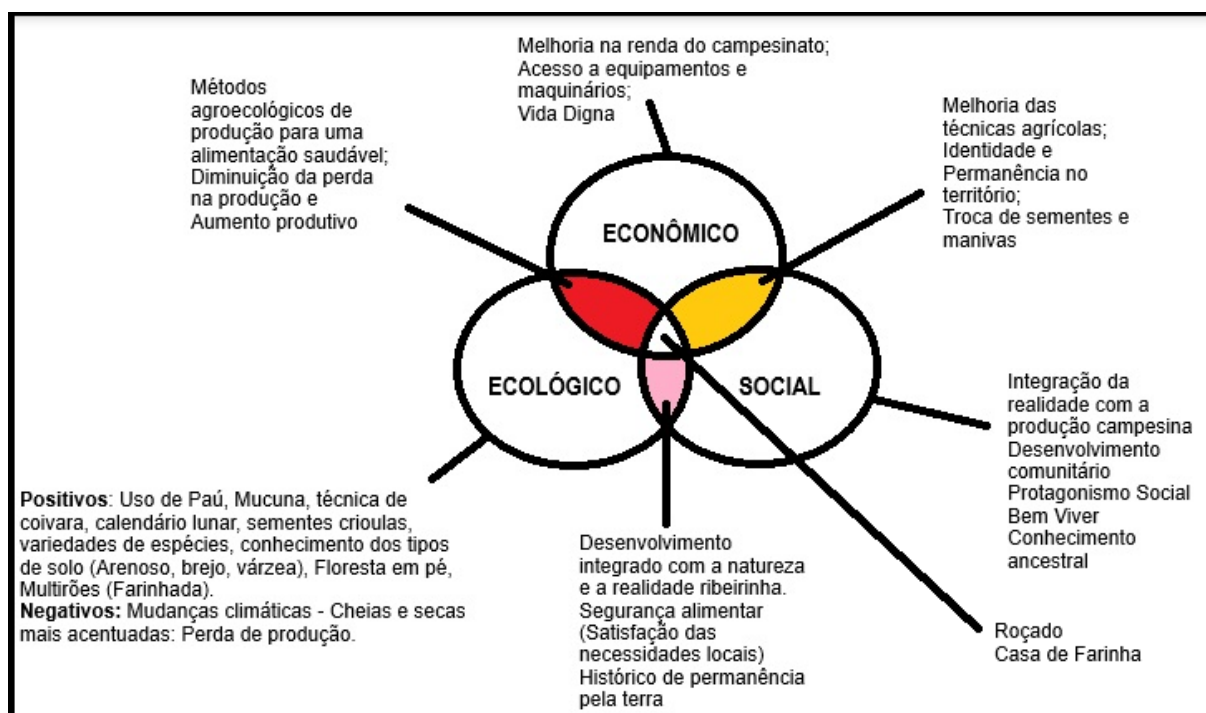 Melhoria na renda do campesinato;
Acesso a equipamentos e
maquinários;
Vida Digna
Métodos
agroecológicos de
produção para uma
alimentação saudável;
Diminuição da perda
na produção e
Aumento produtivo
Melhoria das
técnicas agrícolas;
Identidade e
Permanência no
território;
Troca de sementes e
manivas
ECONÔMICO
ECOLÓGICO
SOCIAL
Integração da
realidade com a
produção campesina
Desenvolvimento
comunitário
Protagonismo Social
Bem Viver
Conhecimento
ancestral
Positivos: Uso de Paú, Mucuna, técnica de
coivara, calendário lunar, sementes crioulas,
variedades de espécies, conhecimento dos tipos
de solo (Arenoso, brejo, várzea), Floresta em pé,
Multirões (Farinhada).
Negativos: Mudanças climáticas - Cheias e secas
mais acentuadas: Perda de produção.
Desenvolvimento
integrado com a natureza
e a realidade ribeirinha.
Segurança alimentar
(Satisfação das
necessidades locais)
Histórico de permanência
pela terra
Roçado
Casa de Farinha